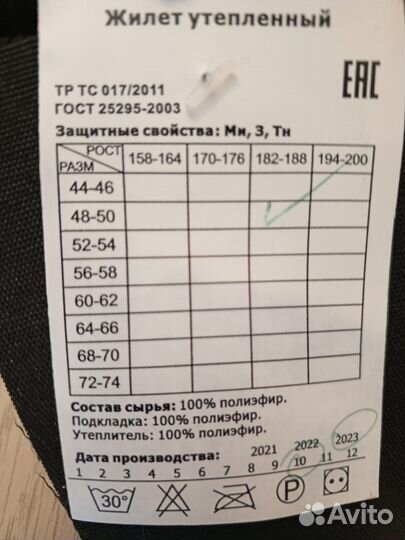 Жилет утепленный
ТР ТС 017/2011
ГОСТ 25295-2003
EAC
Защитные свойства: Ми, З, Тн
РОСТ
РАЗМ
158-164 170-176 182-188 194-200
44-46
48-50
52-54
56-58
60-62
64-66
68-70
72-74
Состав сырья: 100% полиэфир.
Подкладка: 100% полиэфир.
Утеплитель: 100% полиэфир.
Дата производства: 2021 2022 2023
1 2 3 4 5 6 7 8 9 10 11 12
30° P
Avito